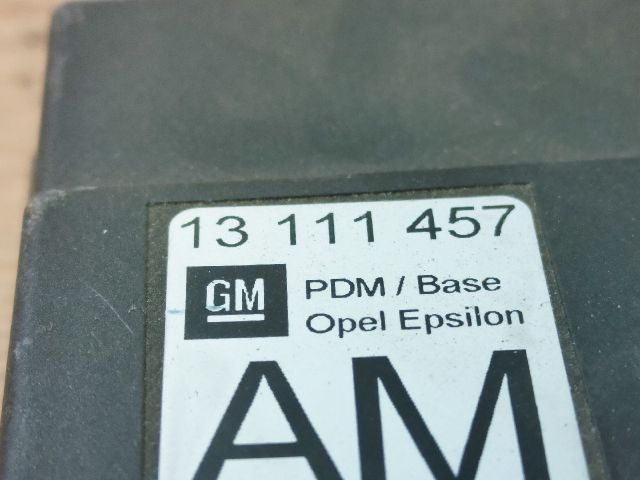 13 111 457
GM PDM / Base
Opel Epsilon
AM